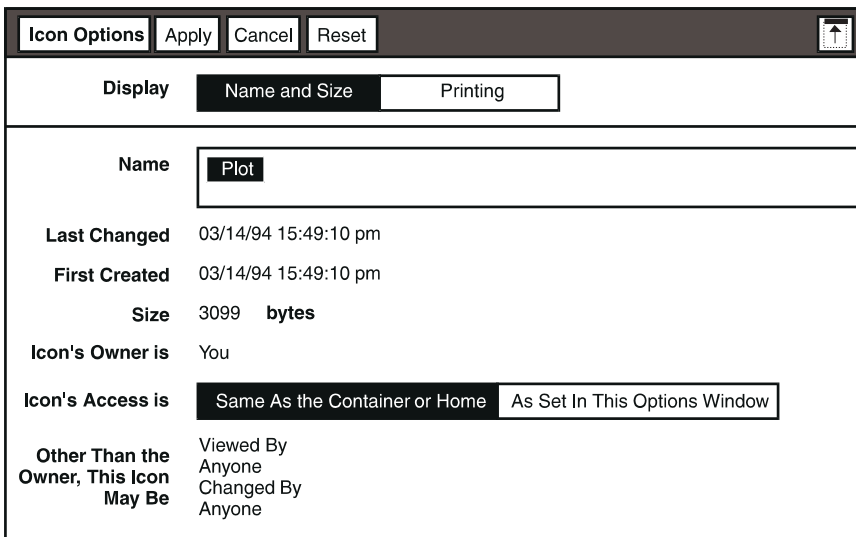 Icon Options Apply Cancel Reset
Display Name and Size Printing
Name Plot
Last Changed 03/14/94 15:49:10 pm
First Created 03/14/94 15:49:10 pm
Size 3099 bytes
Icon's Owner is You
Icon's Access is Same As the Container or Home As Set In This Options Window
Other Than the
Owner, This Icon
May Be
Viewed By
Anyone
Changed By
Anyone